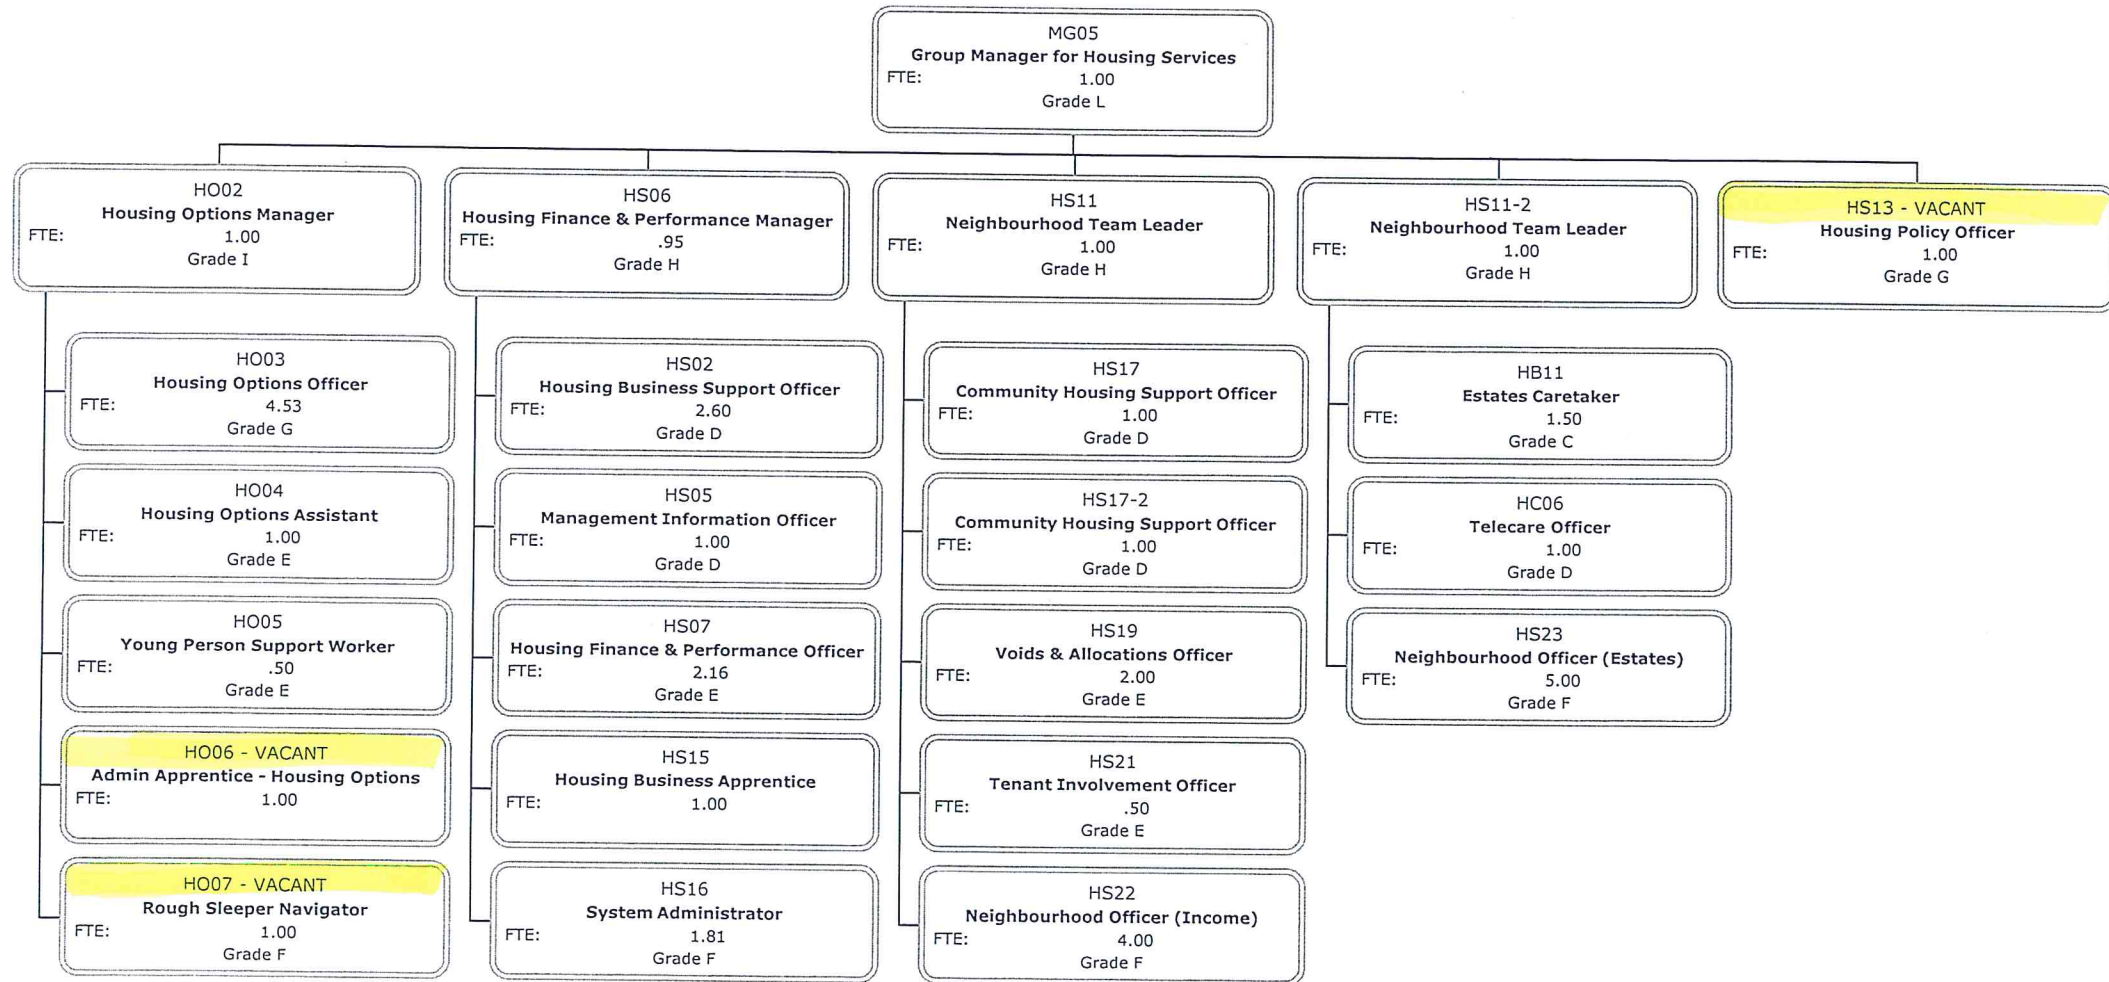 MG05
Group Manager for Housing Services
FTE: 1.00
Grade L
HO02
Housing Options Manager
FTE: 1.00
Grade I
HS06
Housing Finance & Performance Manager
FTE: .95
Grade H
HS11
Neighbourhood Team Leader
FTE: 1.00
Grade H
HS11-2
Neighbourhood Team Leader
FTE: 1.00
Grade H
HS13 - VACANT
Housing Policy Officer
FTE: 1.00
Grade G
HO03
Housing Options Officer
FTE: 4.53
Grade G
HO04
Housing Options Assistant
FTE: 1.00
Grade E
HO05
Young Person Support Worker
FTE: .50
Grade E
HO06 - VACANT
Admin Apprentice - Housing Options
FTE: 1.00
HO07 - VACANT
Rough Sleeper Navigator
FTE: 1.00
Grade F
HS02
Housing Business Support Officer
FTE: 2.60
Grade D
HS05
Management Information Officer
FTE: 1.00
Grade D
HS07
Housing Finance & Performance Officer
FTE: 2.16
Grade E
HS15
Housing Business Apprentice
FTE: 1.00
HS16
System Administrator
FTE: 1.81
Grade F
HS17
Community Housing Support Officer
FTE: 1.00
Grade D
HS17-2
Community Housing Support Officer
FTE: 1.00
Grade D
HS19
Voids & Allocations Officer
FTE: 2.00
Grade E
HS21
Tenant Involvement Officer
FTE: .50
Grade E
HS22
Neighbourhood Officer (Income)
FTE: 4.00
Grade F
HB11
Estates Caretaker
FTE: 1.50
Grade C
HC06
Telecare Officer
FTE: 1.00
Grade D
HS23
Neighbourhood Officer (Estates)
FTE: 5.00
Grade F